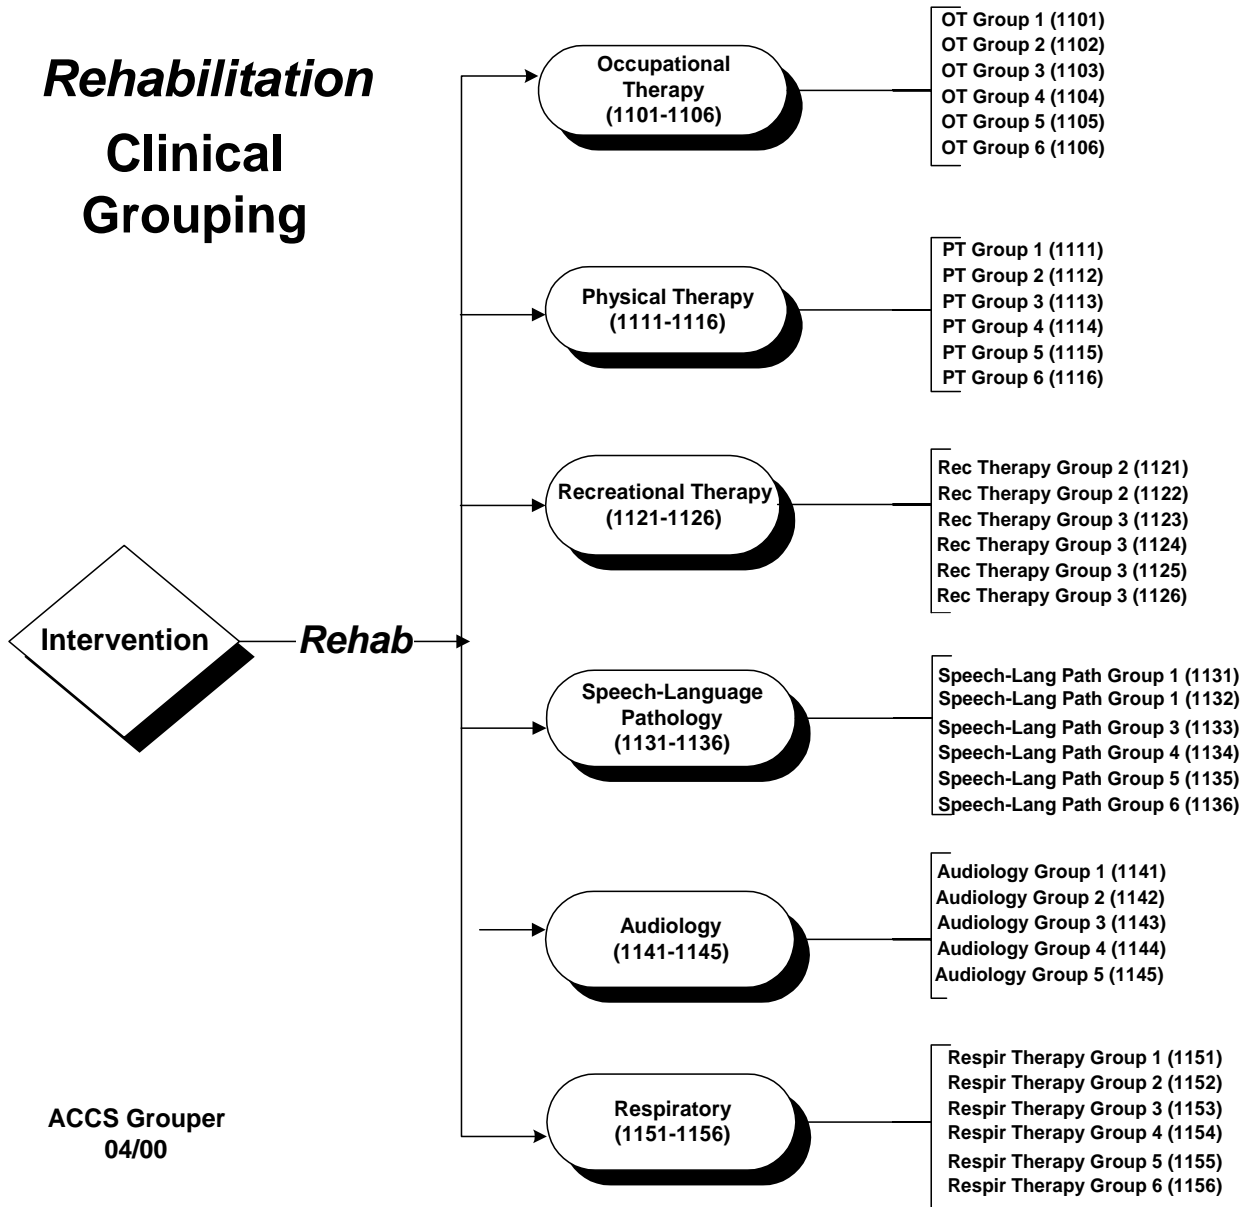 Rehabilitation
Clinical
Grouping
Intervention
Rehab
Occupational
Therapy
(1101-1106)
OT Group 1 (1101)
OT Group 2 (1102)
OT Group 3 (1103)
OT Group 4 (1104)
OT Group 5 (1105)
OT Group 6 (1106)
Physical Therapy
(1111-1116)
PT Group 1 (1111)
PT Group 2 (1112)
PT Group 3 (1113)
PT Group 4 (1114)
PT Group 5 (1115)
PT Group 6 (1116)
Recreational Therapy
(1121-1126)
Rec Therapy Group 2 (1121)
Rec Therapy Group 2 (1122)
Rec Therapy Group 3 (1123)
Rec Therapy Group 3 (1124)
Rec Therapy Group 3 (1125)
Rec Therapy Group 3 (1126)
Speech-Language
Pathology
(1131-1136)
Speech-Lang Path Group 1 (1131)
Speech-Lang Path Group 1 (1132)
Speech-Lang Path Group 3 (1133)
Speech-Lang Path Group 4 (1134)
Speech-Lang Path Group 5 (1135)
Speech-Lang Path Group 6 (1136)
Audiology
(1141-1145)
Audiology Group 1 (1141)
Audiology Group 2 (1142)
Audiology Group 3 (1143)
Audiology Group 4 (1144)
Audiology Group 5 (1145)
Respiratory
(1151-1156)
Respir Therapy Group 1 (1151)
Respir Therapy Group 2 (1152)
Respir Therapy Group 3 (1153)
Respir Therapy Group 4 (1154)
Respir Therapy Group 5 (1155)
Respir Therapy Group 6 (1156)
ACCS Grouper
04/00